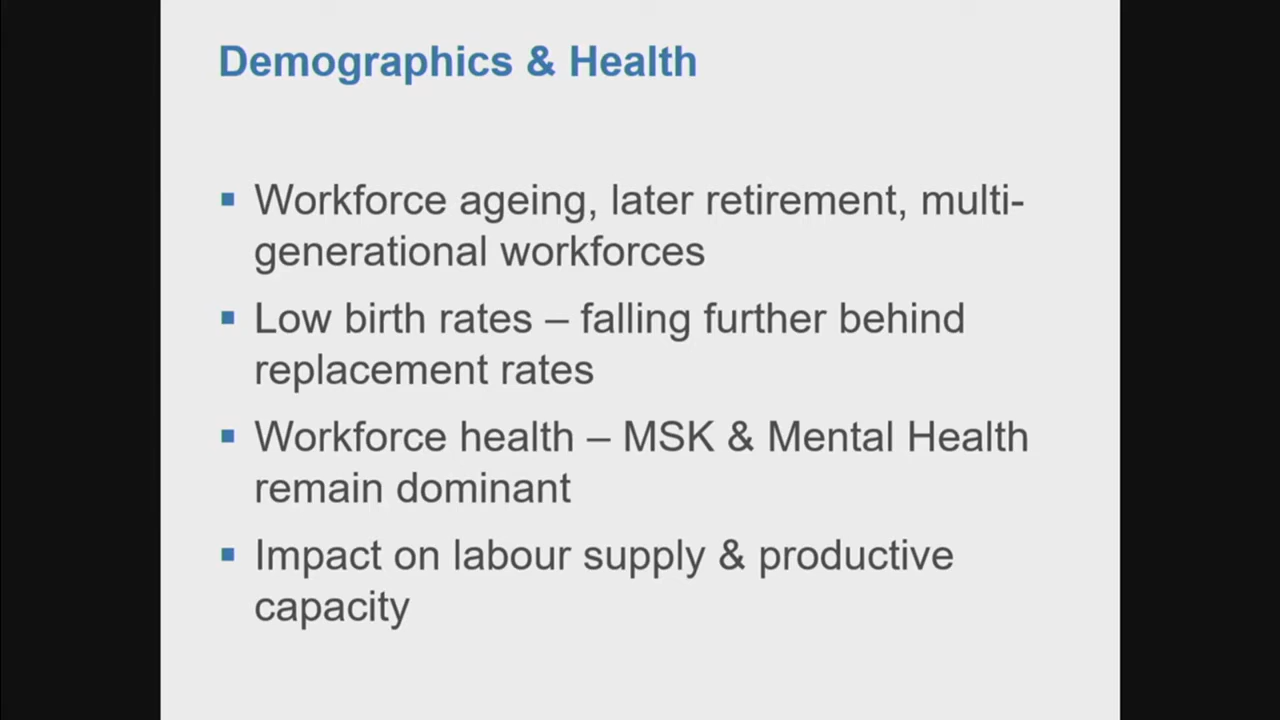 Demographics & Health
▪ Workforce ageing, later retirement, multi-
generational workforces
▪ Low birth rates – falling further behind
replacement rates
▪ Workforce health – MSK & Mental Health
remain dominant
▪ Impact on labour supply & productive
capacity